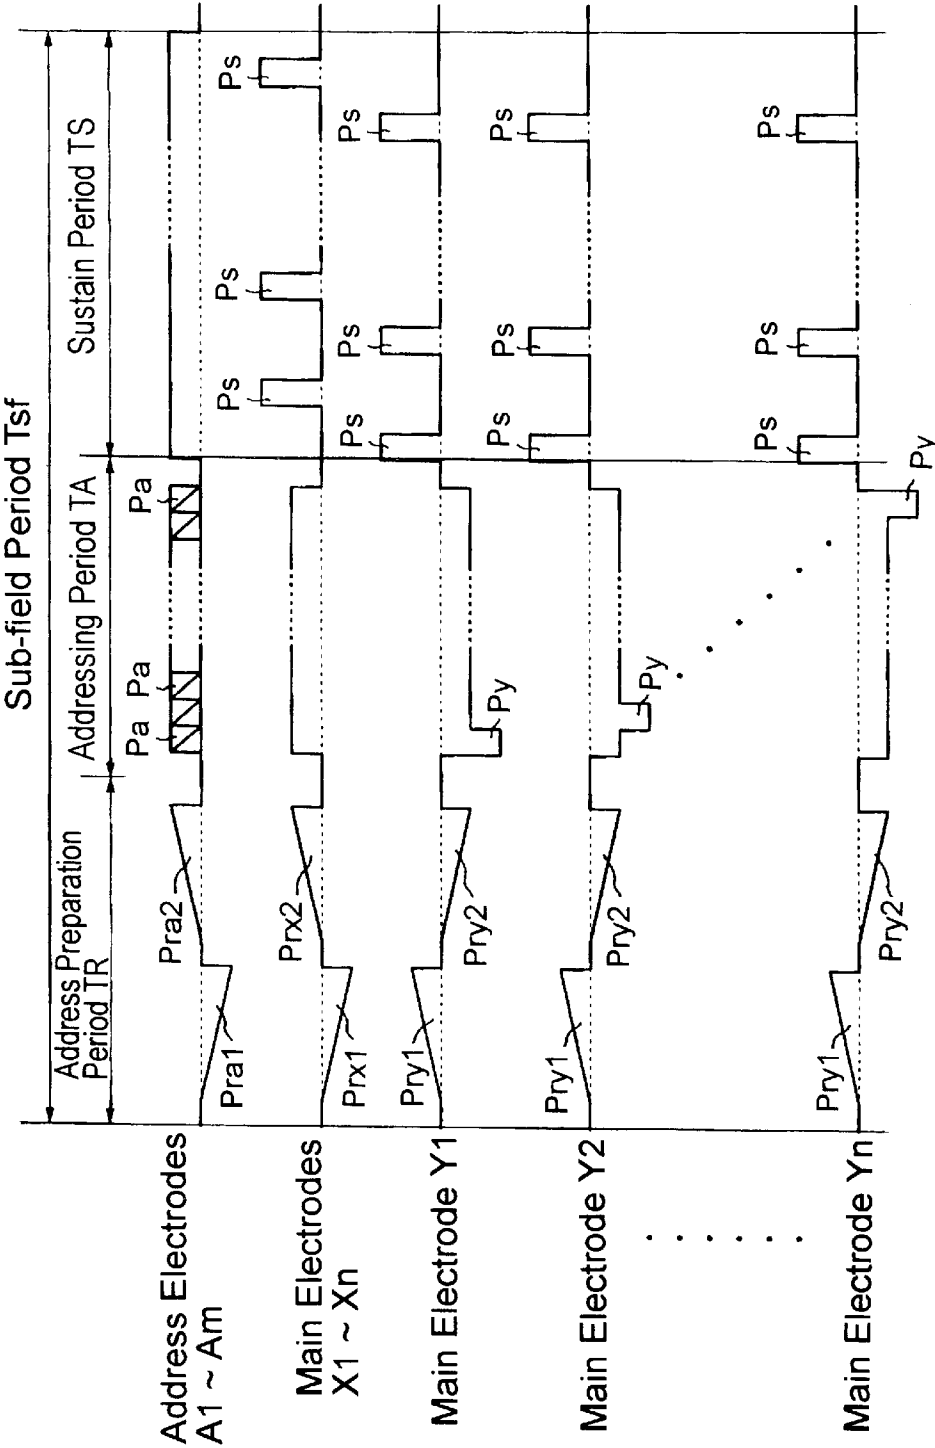 Sub-field Period Tsf
Address Preparation
Period TR
Addressing Period TA
Sustain Period TS
Address Electrodes
A1 ~ Am
Pra1
Pra2
Pa
Pa
Pa
Main Electrodes
X1 ~ Xn
Prx1
Prx2
Ps
Ps
Ps
Main Electrode Y1
Pry1
Pry2
Py
Ps
Ps
Ps
Main Electrode Y2
Pry1
Pry2
Py
Ps
Ps
Ps
Main Electrode Yn
Pry1
Pry2
Py
Ps
Ps
Ps